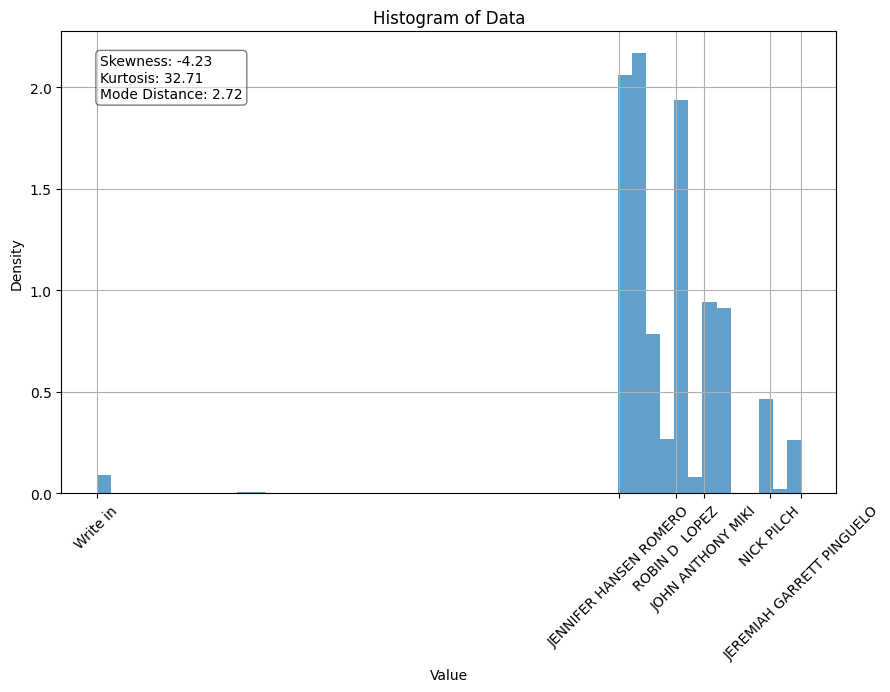 Histogram of Data
Skewness: -4.23
Kurtosis: 32.71
Mode Distance: 2.72
2.0
1.5
1.0
0.5
0.0
Density
Write in
JENNIFER HANSEN ROMERO
ROBIN D  LOPEZ
JOHN ANTHONY MIKI
NICK PILCH
JEREMIAH GARRETT PINGUELO
Value